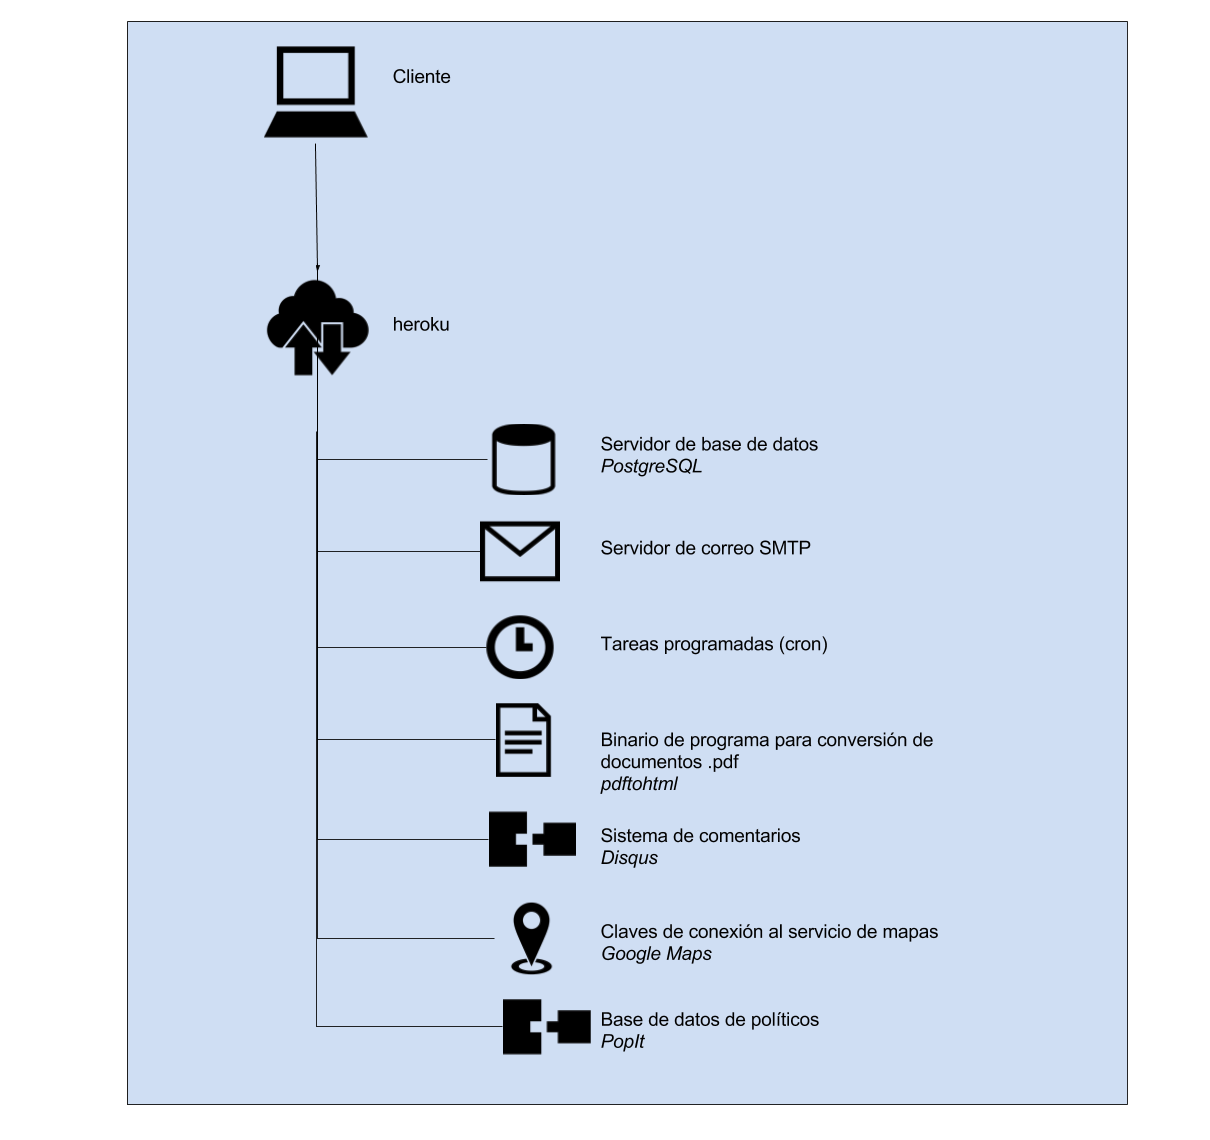 Cliente
heroku
Servidor de base de datos
PostgreSQL
Servidor de correo SMTP
Tareas programadas (cron)
Binario de programa para conversión de
documentos .pdf
pdftohtml
Sistema de comentarios
Disqus
Claves de conexión al servicio de mapas
Google Maps
Base de datos de políticos
PopIt